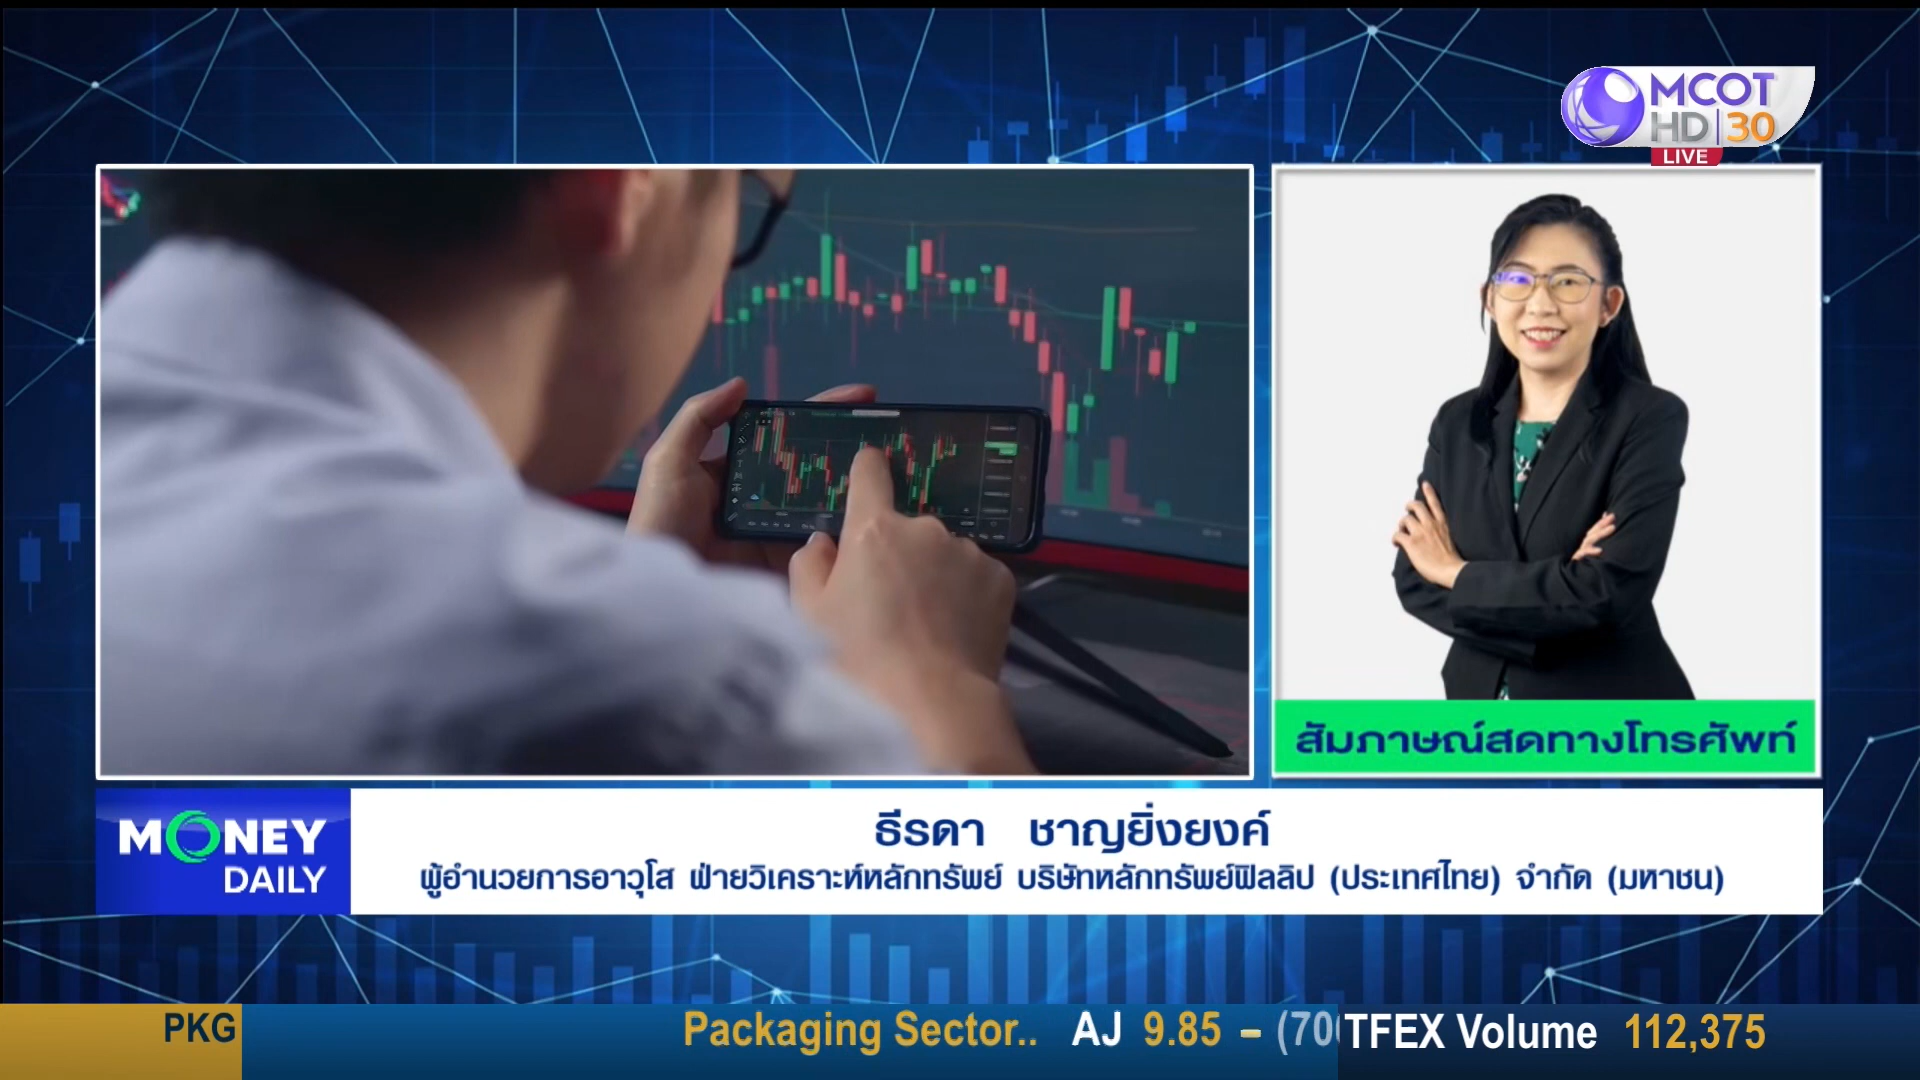 MCOT
HD 30
LIVE
สัมภาษณ์สดทางโทรศัพท์
MONEY
DAILY
ธีรดา ชาญยิ่งยงค์
ผู้อำนวยการอาวุโส ฝ่ายวิเคราะห์หลักทรัพย์ บริษัทหลักทรัพย์ฟิลลิป (ประเทศไทย) จำกัด (มหาชน)
PKG Packaging Sector.. AJ 9.85 – (70 TFEX Volume 112,375